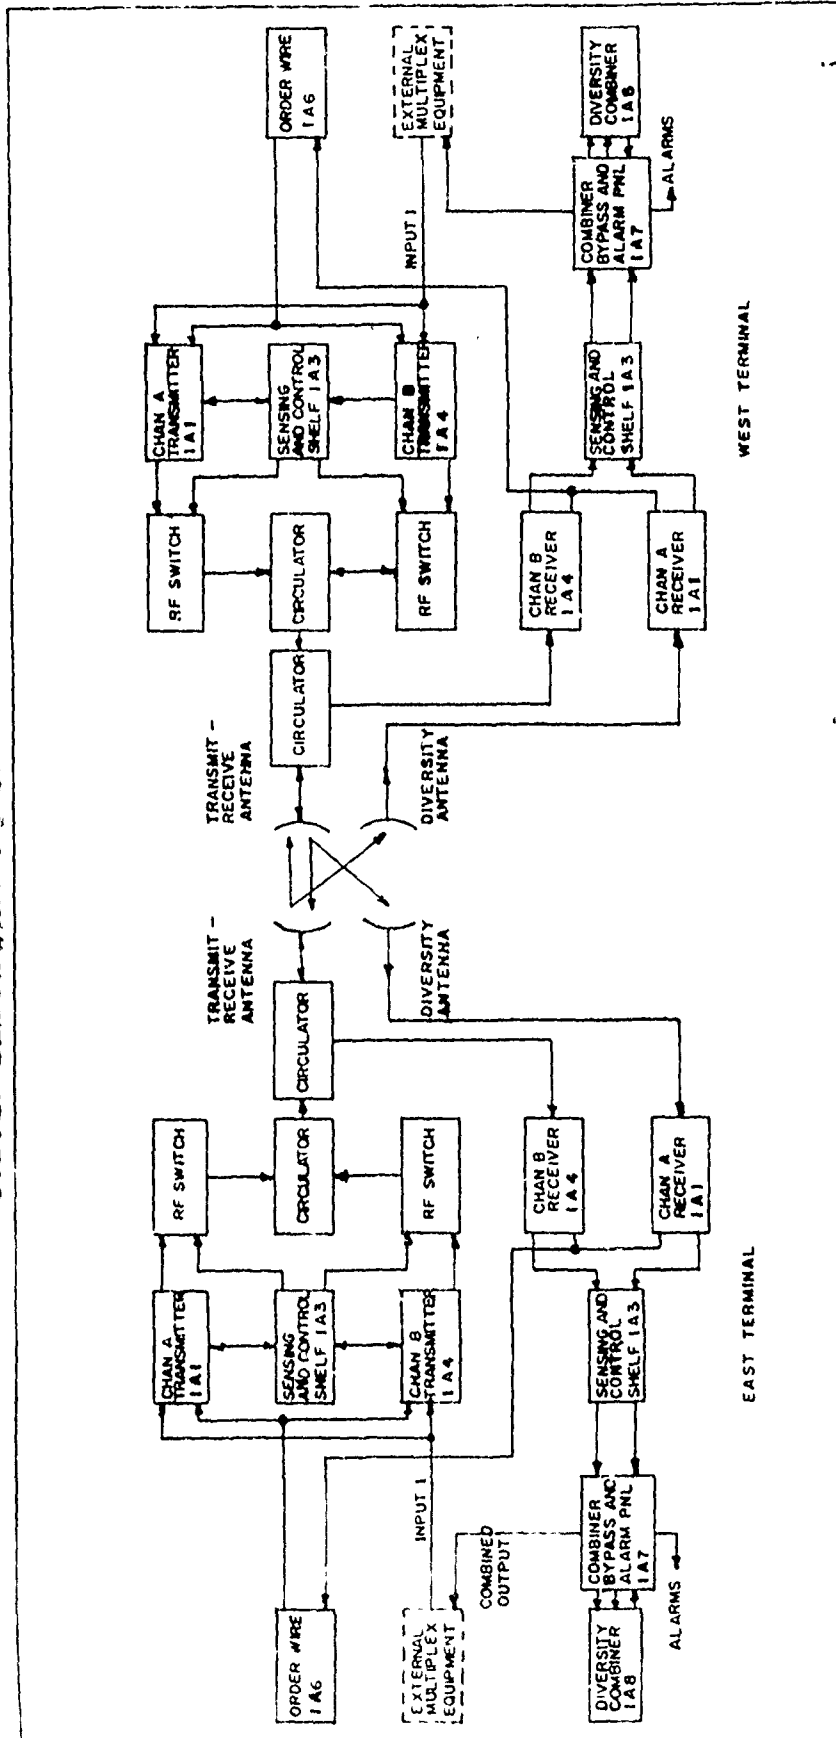 CHAN A
TRANSMITTER
1A1
RF SWITCH
RF SWITCH
CHAN A
TRANSMITTER
1A1
ORDER WIRE
1A6
SENSING
AND CONTROL
SHELF 1A3
CIRCULATOR
CIRCULATOR
TRANSMIT -
RECEIVE
ANTENNA
TRANSMIT -
RECEIVE
ANTENNA
CIRCULATOR
CIRCULATOR
SENSING
AND CONTROL
SHELF 1A3
ORDER WIRE
1A6
EXTERNAL
MULTIPLEX
EQUIPMENT
INPUT 1
CHAN B
TRANSMITTER
1A4
RF SWITCH
DIVERSITY
ANTENNA
DIVERSITY
ANTENNA
RF SWITCH
CHAN B
TRANSMITTER
1A4
INPUT 1
EXTERNAL
MULTIPLEX
EQUIPMENT
COMBINED
OUTPUT
CHAN B
RECEIVER
1A4
CHAN B
RECEIVER
1A4
DIVERSITY
COMBINER
1A8
COMBINER
BYPASS AND
ALARM PNL
1A7
SENSING AND
CONTROL
SHELF 1A3
CHAN A
RECEIVER
1A1
CHAN A
RECEIVER
1A1
SENSING AND
CONTROL
SHELF 1A3
COMBINER
BYPASS AND
ALARM PNL
1A7
DIVERSITY
COMBINER
1A8
ALARMS
ALARMS
EAST TERMINAL
WEST TERMINAL